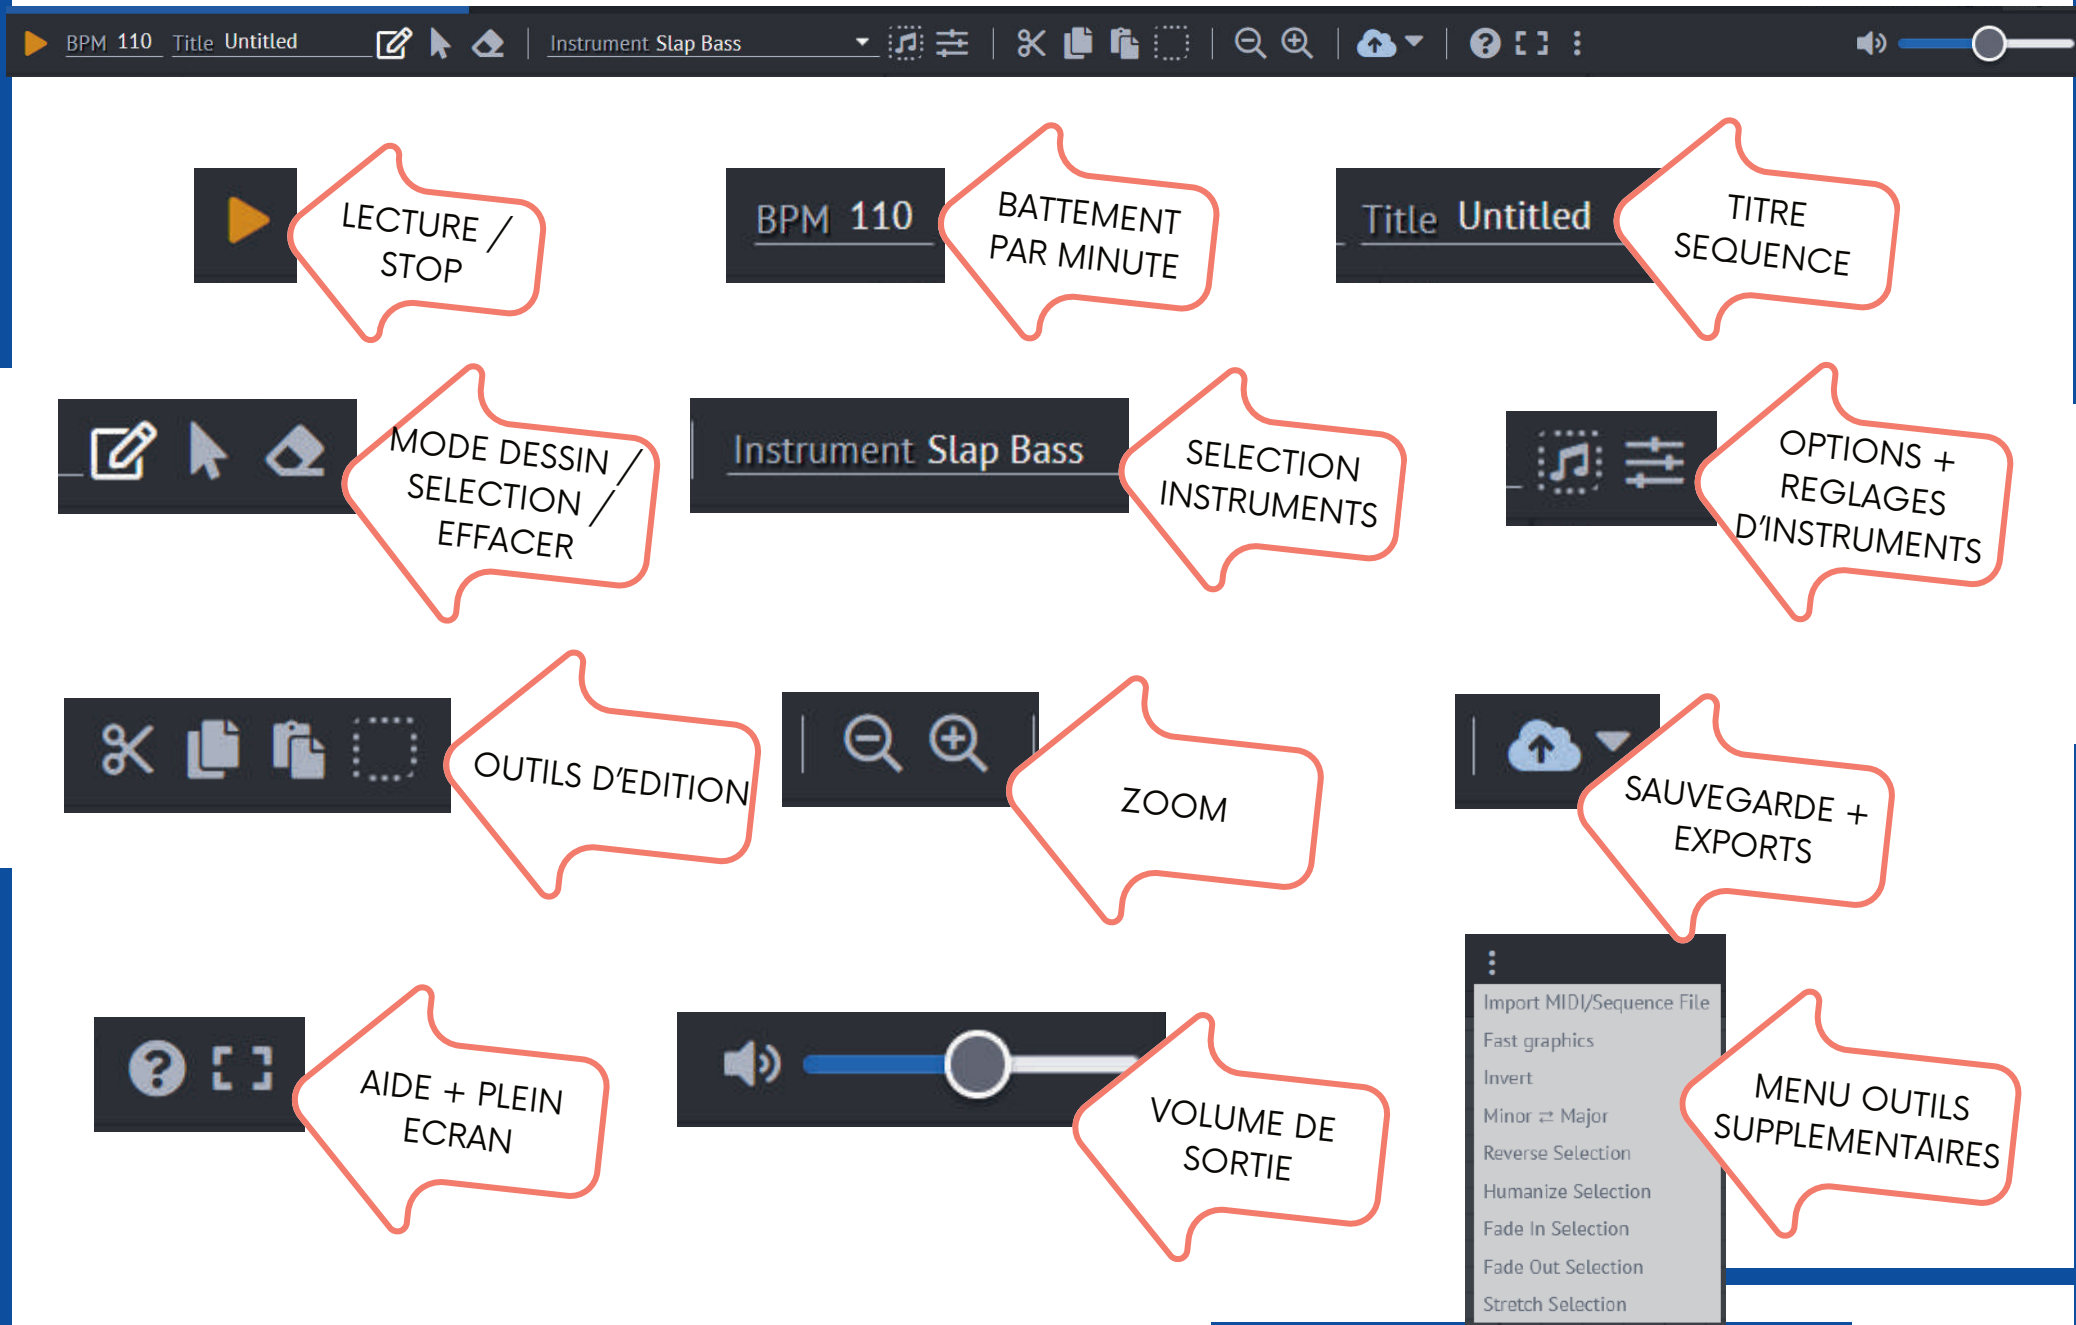 BPM 110 Title Untitled Instrument Slap Bass
LECTURE /
STOP
BPM 110
BATTEMENT
PAR MINUTE
Title Untitled
TITRE
SEQUENCE
MODE DESSIN /
SELECTION /
EFFACER
Instrument Slap Bass
SELECTION
INSTRUMENTS
OPTIONS +
REGLAGES
D'INSTRUMENTS
OUTILS D'EDITION
ZOOM
SAUVEGARDE +
EXPORTS
AIDE + PLEIN
ECRAN
VOLUME DE
SORTIE
Import MIDI/Sequence File
Fast graphics
Invert
Minor ⇄ Major
Reverse Selection
Humanize Selection
Fade In Selection
Fade Out Selection
Stretch Selection
MENU OUTILS
SUPPLEMENTAIRES